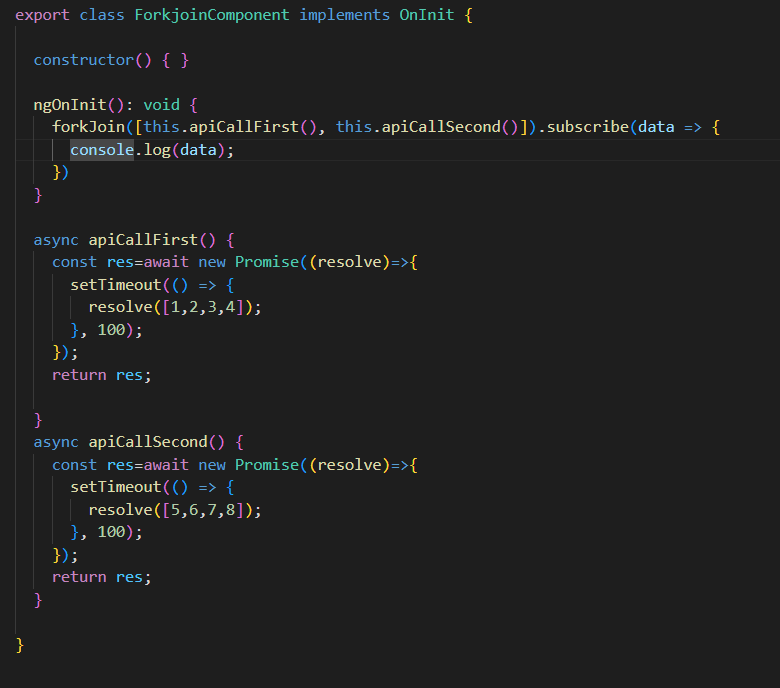 export class ForkjoinComponent implements OnInit {
constructor() { }
ngOnInit(): void {
forkJoin([this.apiCallFirst(), this.apiCallSecond()]).subscribe(data => {
console.log(data);
})
}
async apiCallFirst() {
const res=await new Promise((resolve)=>{
setTimeout(() => {
resolve([1,2,3,4]);
}, 100);
});
return res;
}
async apiCallSecond() {
const res=await new Promise((resolve)=>{
setTimeout(() => {
resolve([5,6,7,8]);
}, 100);
});
return res;
}
}